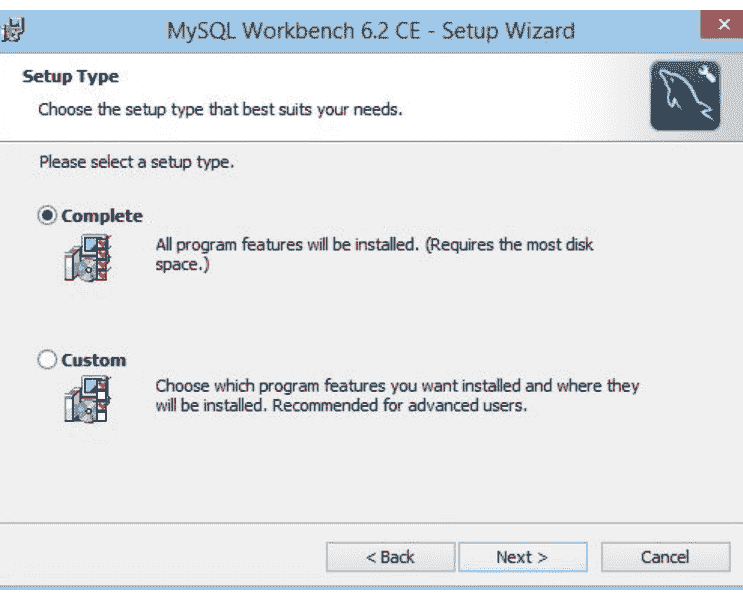 MySQL Workbench 6.2 CE - Setup Wizard
Setup Type
Choose the setup type that best suits your needs.
Please select a setup type.
Complete
All program features will be installed. (Requires the most disk
space.)
Custom
Choose which program features you want installed and where they
will be installed. Recommended for advanced users.
< Back
Next >
Cancel